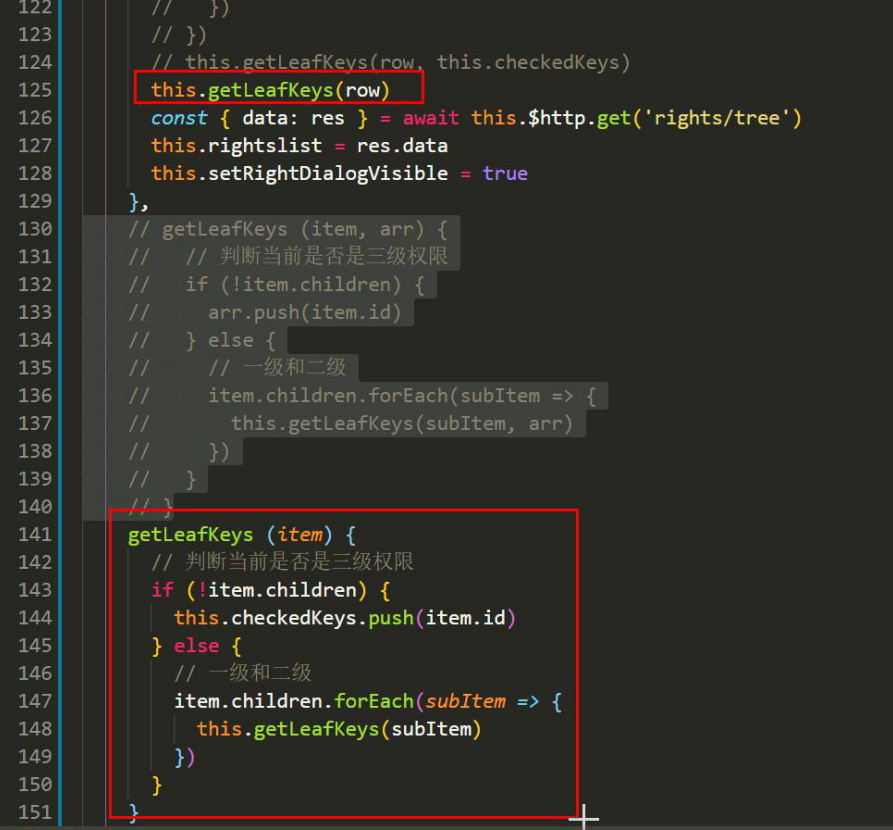 122 //   })
123 // })
124 // this.getLeafKeys(row, this.checkedKeys)
125 this.getLeafKeys(row)
126 const { data: res } = await this.$http.get('rights/tree')
127 this.rightslist = res.data
128 this.setRightDialogVisible = true
129 },
130 // getLeafKeys (item, arr) {
131 //   // 判断当前是否是三级权限
132 //   if (!item.children) {
133 //     arr.push(item.id)
134 //   } else {
135 //     // 一级和二级
136 //     item.children.forEach(subItem => {
137 //       this.getLeafKeys(subItem, arr)
138 //     })
139 //   }
140 // }
141 getLeafKeys (item) {
142   // 判断当前是否是三级权限
143   if (!item.children) {
144     this.checkedKeys.push(item.id)
145   } else {
146     // 一级和二级
147     item.children.forEach(subItem => {
148       this.getLeafKeys(subItem)
149     })
150   }
151 }